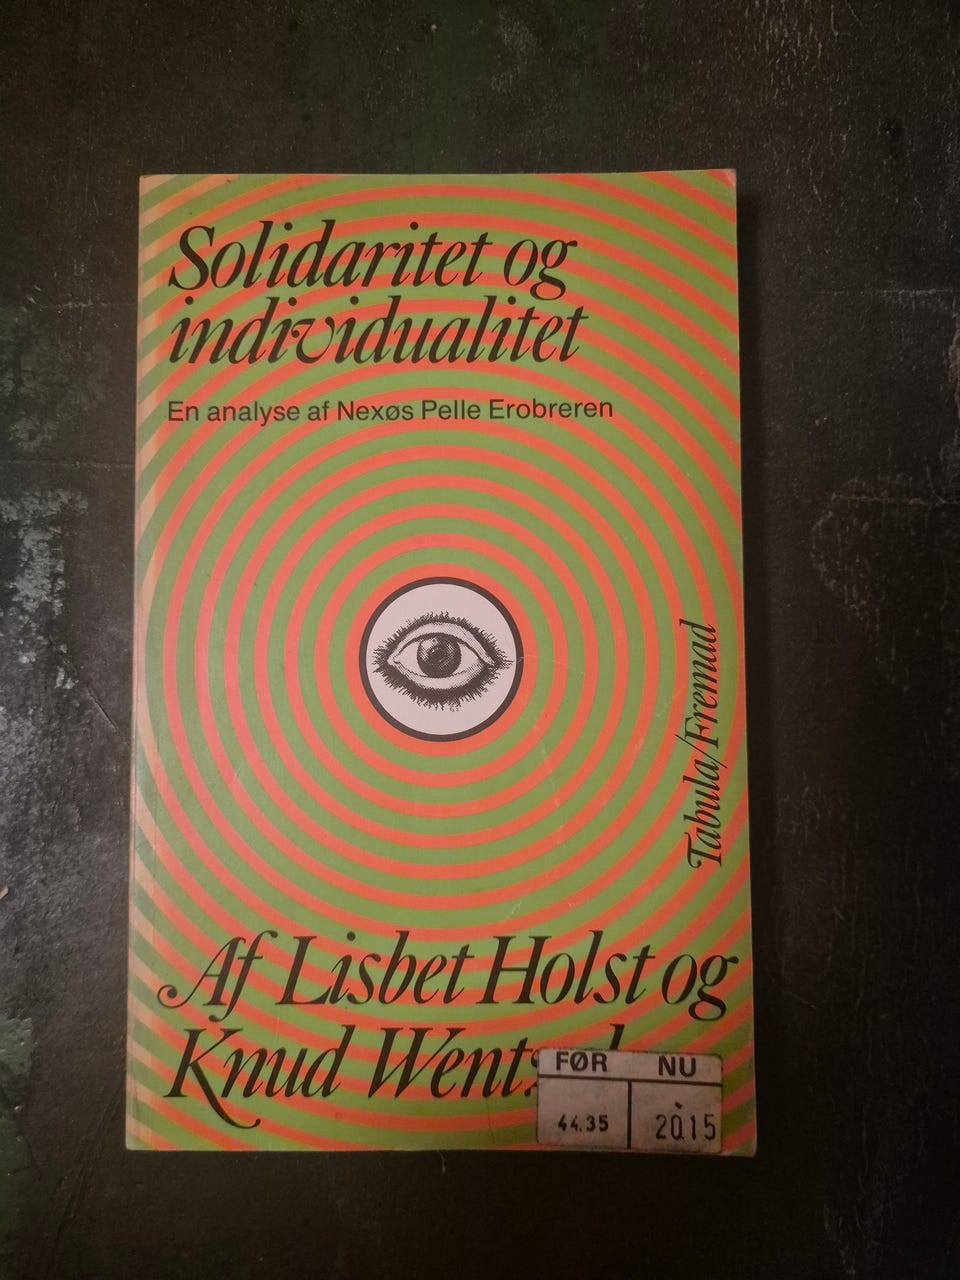 Solidaritet og
individualitet
En analyse af Nexøs Pelle Erobreren
Tabula/Fremad
Af Lisbet Holst og
Knud
FØR NU
44.35 20.15